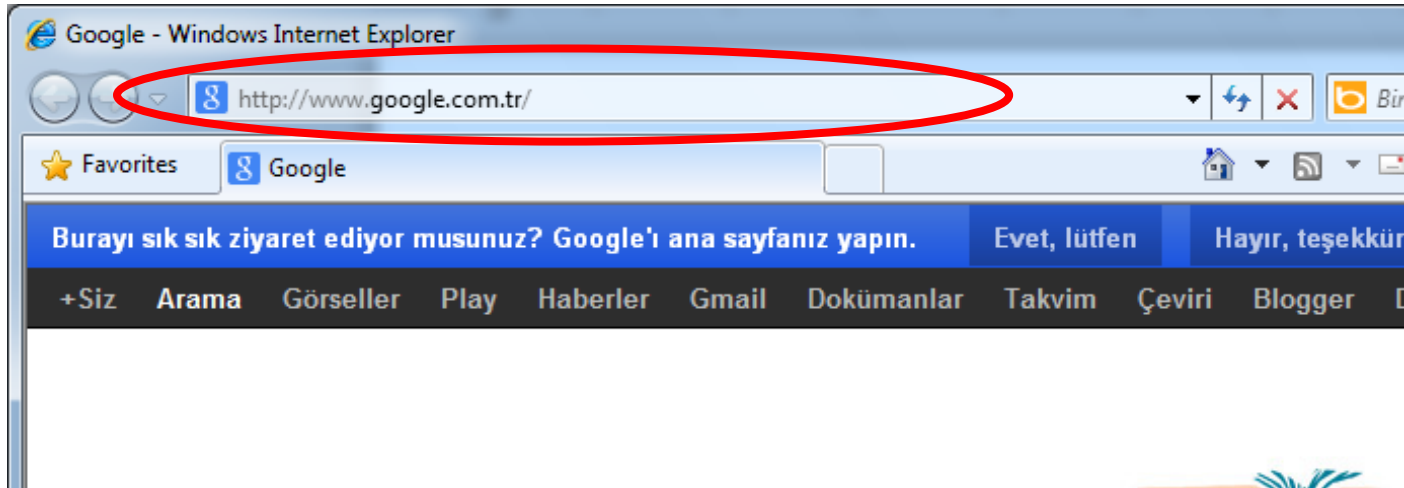 Google - Windows Internet Explorer
http://www.google.com.tr/
Favorites
Google
Burayı sık sık ziyaret ediyor musunuz? Google'ı ana sayfanız yapın. Evet, lütfen Hayır,
+Siz Arama Görseller Play Haberler Gmail Dokümanlar Takvim Çeviri Blogger